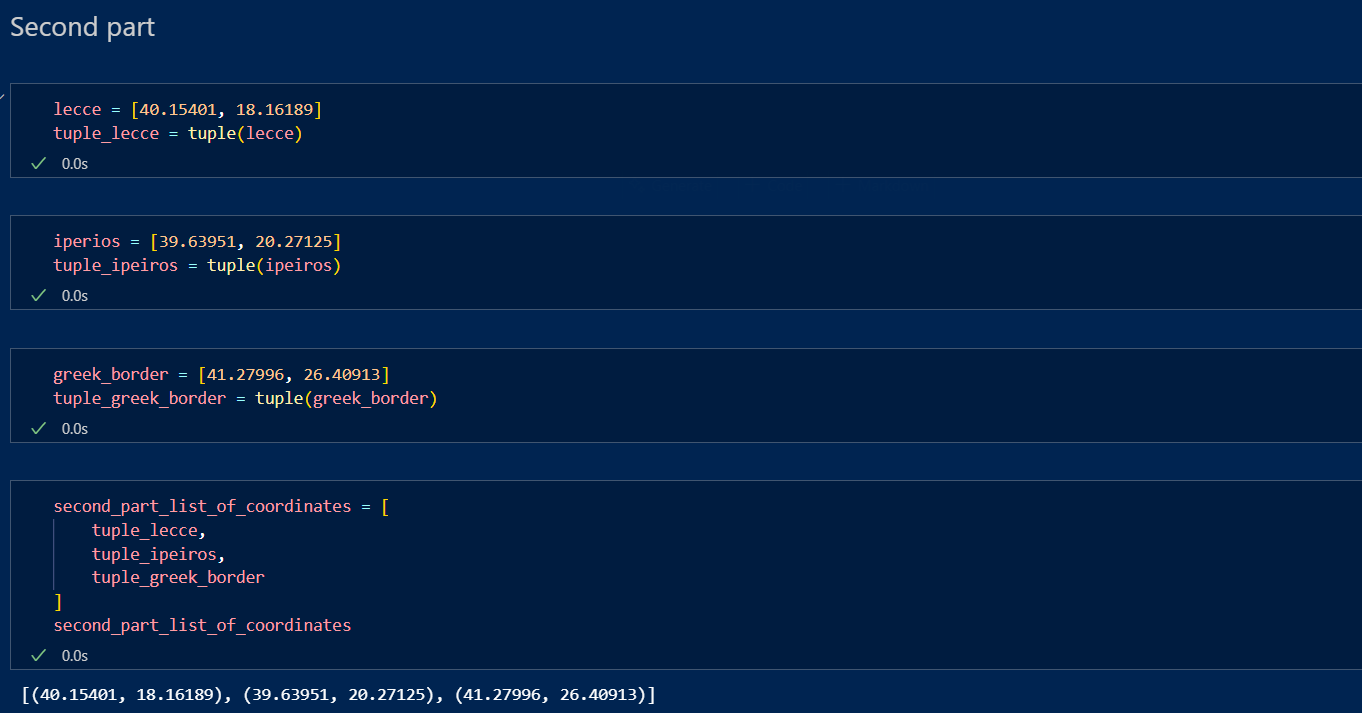 Second part
lecce = [40.15401, 18.16189]
tuple_lecce = tuple(lecce)
0.0s
iperios = [39.63951, 20.27125]
tuple_ipeiros = tuple(ipeiros)
0.0s
greek_border = [41.27996, 26.40913]
tuple_greek_border = tuple(greek_border)
0.0s
second_part_list_of_coordinates = [
tuple_lecce,
tuple_ipeiros,
tuple_greek_border
]
second_part_list_of_coordinates
0.0s
[(40.15401, 18.16189), (39.63951, 20.27125), (41.27996, 26.40913)]